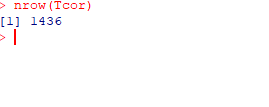 > nrow(Tcor)
[1] 1436
>